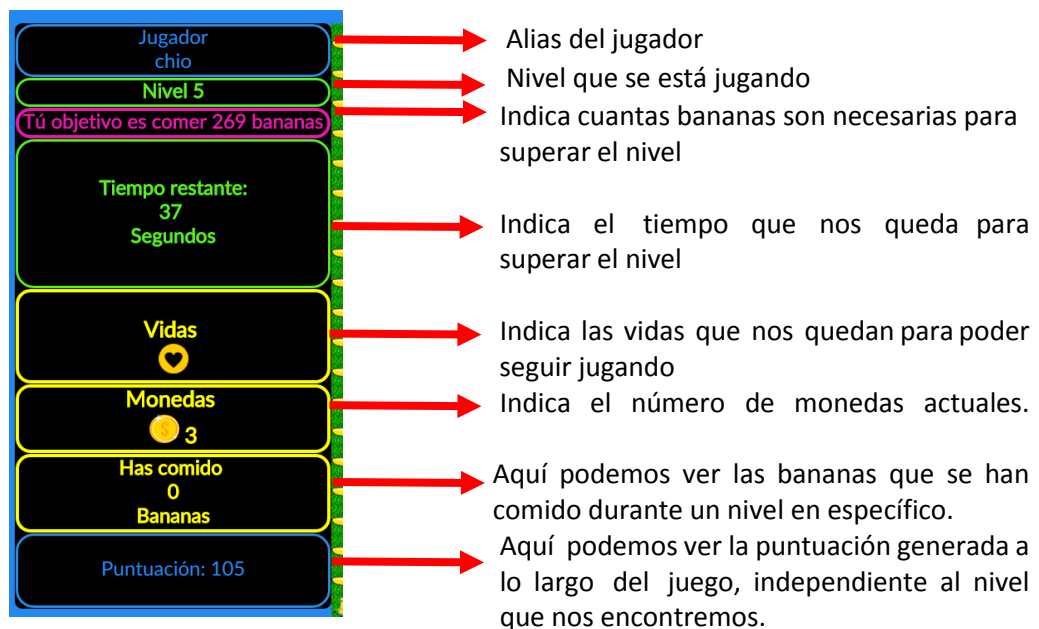 Jugador
chio
Nivel 5
Tú objetivo es comer 269 bananas
Tiempo restante:
37
Segundos
Vidas
Monedas
3
Has comido
0
Bananas
Puntuación: 105
Alias del jugador
Nivel que se está jugando
Indica cuantas bananas son necesarias para
superar el nivel
Indica el tiempo que nos queda para
superar el nivel
Indica las vidas que nos quedan para poder
seguir jugando
Indica el número de monedas actuales.
Aquí podemos ver las bananas que se han
comido durante un nivel en específico.
Aquí podemos ver la puntuación generada a
lo largo del juego, independiente al nivel
que nos encontremos.